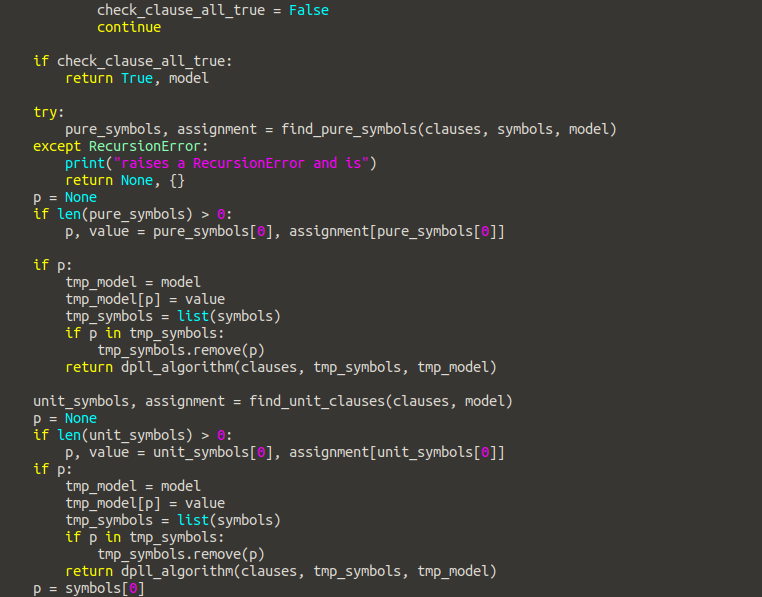 check_clause_all_true = False
continue
if check_clause_all_true:
return True, model
try:
pure_symbols, assignment = find_pure_symbols(clauses, symbols, model)
except RecursionError:
print("raises a RecursionError and is")
return None, {}
p = None
if len(pure_symbols) > 0:
p, value = pure_symbols[0], assignment[pure_symbols[0]]
if p:
tmp_model = model
tmp_model[p] = value
tmp_symbols = list(symbols)
if p in tmp_symbols:
tmp_symbols.remove(p)
return dpll_algorithm(clauses, tmp_symbols, tmp_model)
unit_symbols, assignment = find_unit_clauses(clauses, model)
p = None
if len(unit_symbols) > 0:
p, value = unit_symbols[0], assignment[unit_symbols[0]]
if p:
tmp_model = model
tmp_model[p] = value
tmp_symbols = list(symbols)
if p in tmp_symbols:
tmp_symbols.remove(p)
return dpll_algorithm(clauses, tmp_symbols, tmp_model)
p = symbols[0]